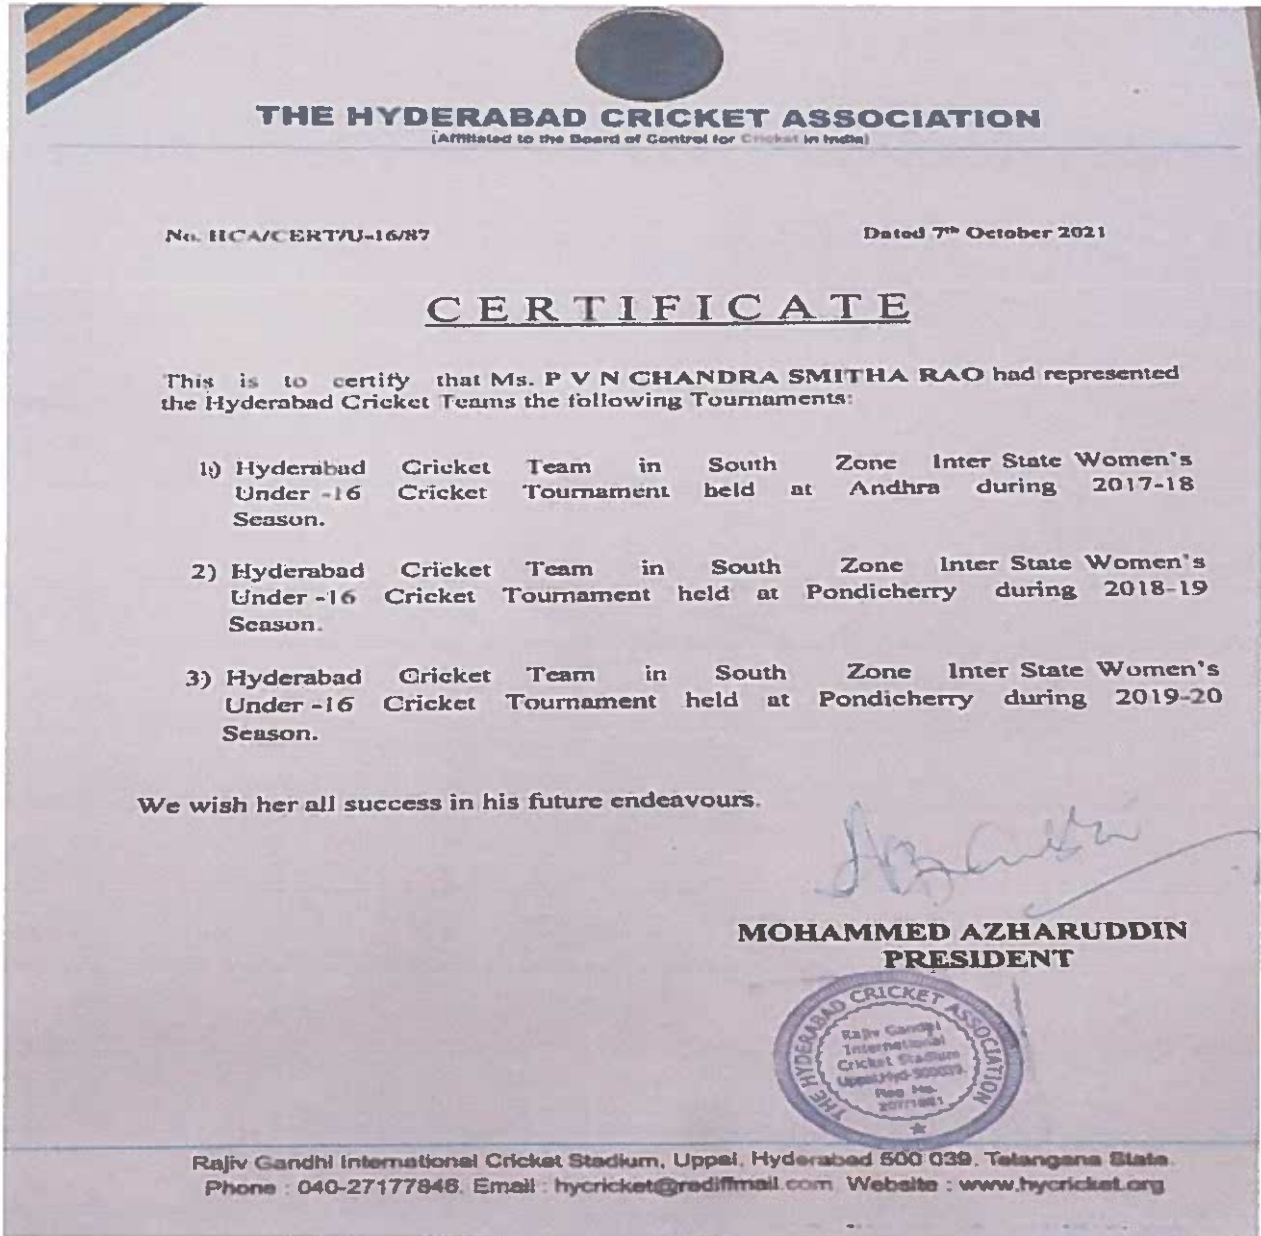 THE HYDERABAD CRICKET ASSOCIATION
(Affiliated to the Board of Control for Cricket in India)
No. HCA/CERT/U-16/87 Dated 7th October 2021
CERTIFICATE
This is to certify that Ms. P V N CHANDRA SMITHA RAO had represented
the Hyderabad Cricket Teams the following Tournaments:
1) Hyderabad Cricket Team in South Zone Inter State Women's
Under -16 Cricket Tournament held at Andhra during 2017-18
Season.
2) Hyderabad Cricket Team in South Zone Inter State Women's
Under -16 Cricket Tournament held at Pondicherry during 2018-19
Season.
3) Hyderabad Cricket Team in South Zone Inter State Women's
Under -16 Cricket Tournament held at Pondicherry during 2019-20
Season.
We wish her all success in his future endeavours.
MOHAMMED AZHARUDDIN
PRESIDENT
THE HYDERABAD CRICKET ASSOCIATION
Rajiv Gandhi
International
Cricket Stadium
Uppal, Hyd-500039.
Reg No.
Rajiv Gandhi International Cricket Stadium, Uppal, Hyderabad 500 039. Telangana State.
Phone : 040-27177846, Email : hycricket@rediffmail.com Website : www.hycricket.org